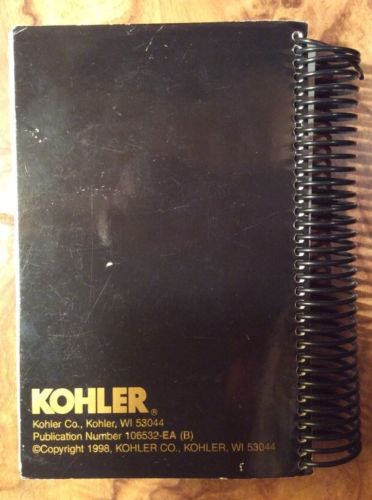 KOHLER®
Kohler Co., Kohler, WI 53044
Publication Number 106532-EA (B)
©Copyright 1998, KOHLER CO., KOHLER, WI 53044